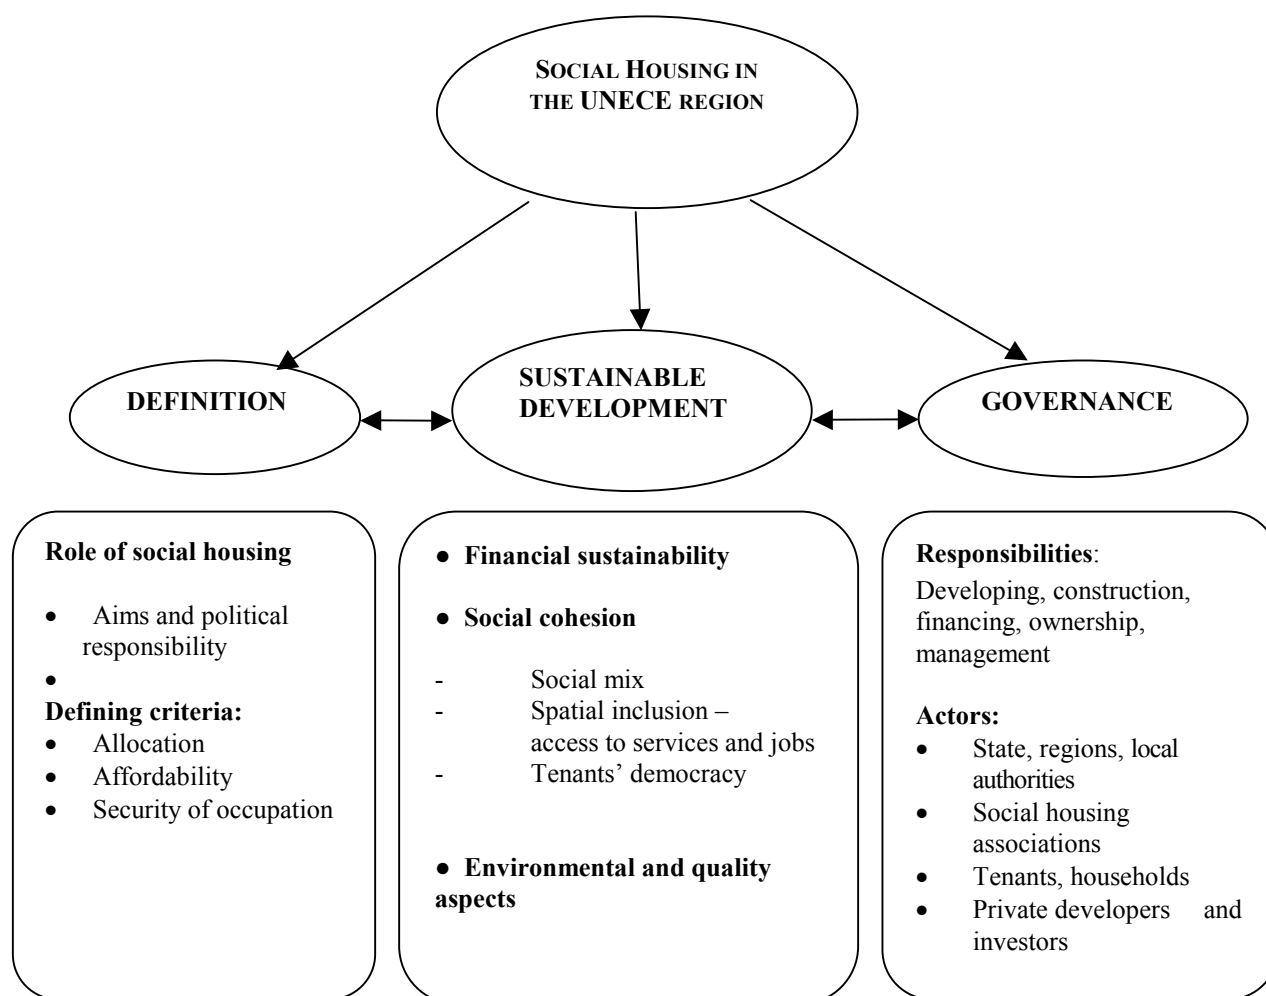 SOCIAL HOUSING IN
THE UNECE REGION
DEFINITION
SUSTAINABLE
DEVELOPMENT
GOVERNANCE
Role of social housing
• Aims and political
responsibility
•
Defining criteria:
• Allocation
• Affordability
• Security of occupation
● Financial sustainability
● Social cohesion
- Social mix
- Spatial inclusion –
access to services and jobs
- Tenants’ democracy
● Environmental and quality
aspects
Responsibilities:
Developing, construction,
financing, ownership,
management
Actors:
• State, regions, local
authorities
• Social housing
associations
• Tenants, households
• Private developers and
investors